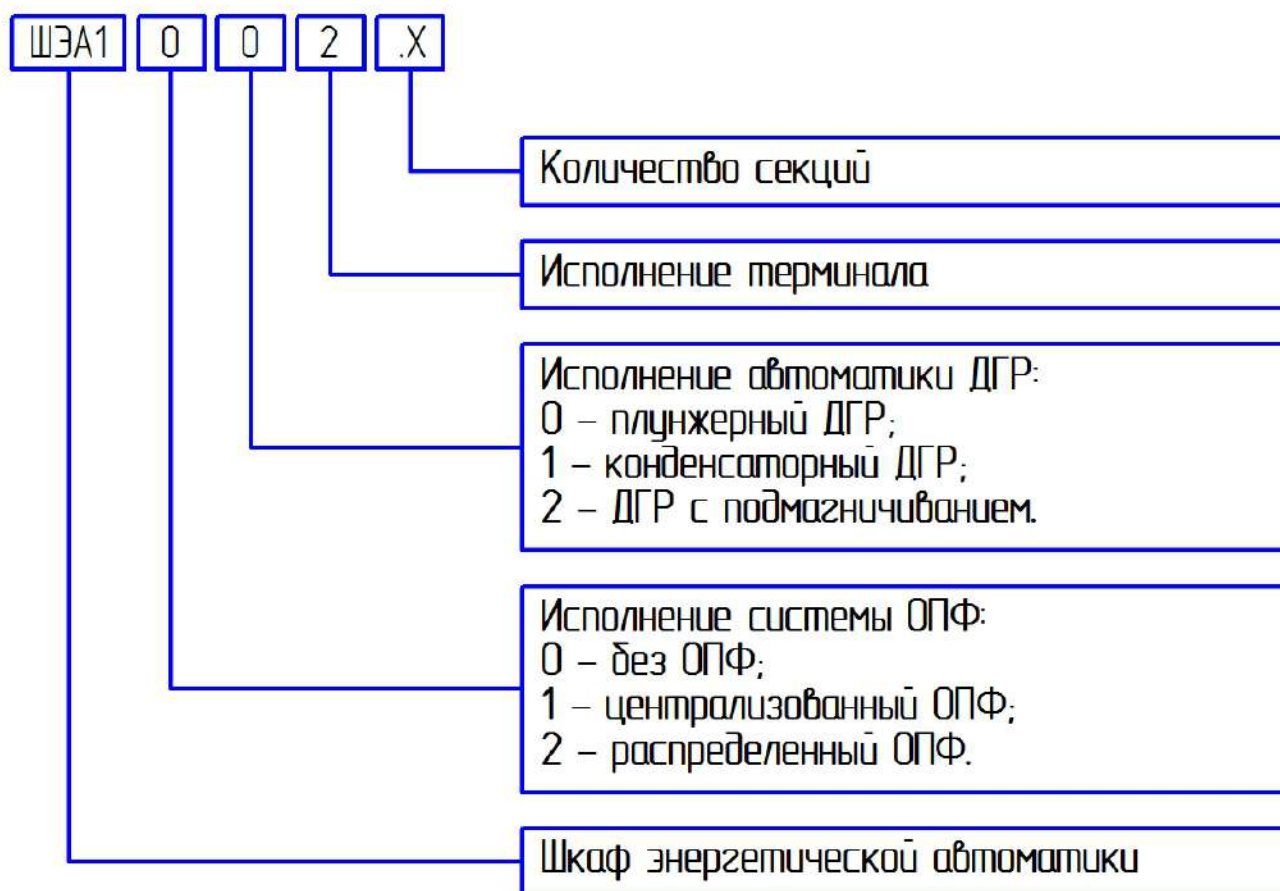 ШЭА1 0 0 2 .X
Количество секций
Исполнение терминала
Исполнение автоматики ДГР:
0 – плунжерный ДГР;
1 – конденсаторный ДГР;
2 – ДГР с подмагничиванием.
Исполнение системы ОПФ:
0 – без ОПФ;
1 – централизованный ОПФ;
2 – распределенный ОПФ.
Шкаф энергетической автоматики